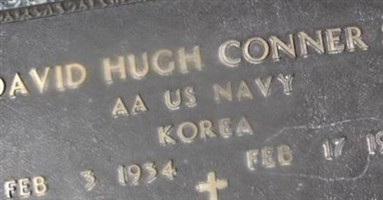 DAVID HUGH CONNER
AA US NAVY
KOREA
FEB 3 1934 FEB 17